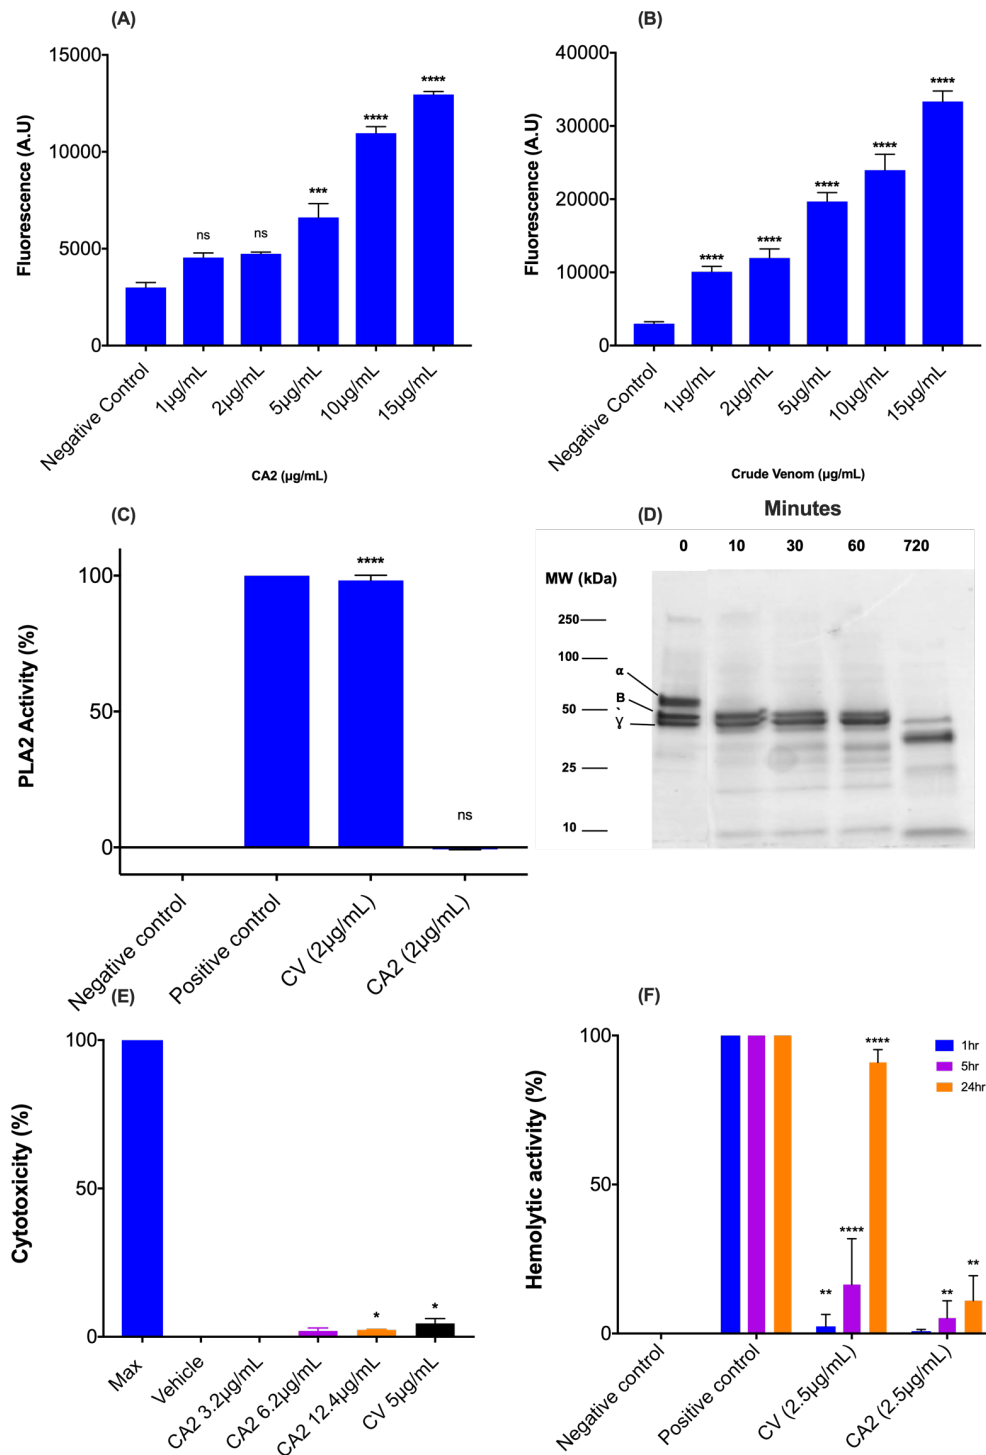 (A)
15000
10000
5000
0
Fluorescence (A.U)
ns
ns
***
****
****
Negative Control
1µg/mL
2µg/mL
5µg/mL
10µg/mL
15µg/mL
CA2 (µg/mL)
(B)
40000
30000
20000
10000
0
Fluorescence (A.U)
****
****
****
****
****
Negative Control
1µg/mL
2µg/mL
5µg/mL
10µg/mL
15µg/mL
Crude Venom (µg/mL)
(C)
100
50
0
PLA2 Activity (%)
****
ns
Negative control
Positive control
CV (2µg/mL)
CA2 (2µg/mL)
(D)
Minutes
0 10 30 60 720
MW (kDa)
250
100
α
B
50
γ
25
10
(E)
100
50
0
Cytotoxicity (%)
*
*
Max
Vehicle
CA2 3.2µg/mL
CA2 6.2µg/mL
CA2 12.4µg/mL
CV 5µg/mL
(F)
100
50
0
Hemolytic activity (%)
1hr
5hr
24hr
**
****
****
**
**
Negative control
Positive control
CV (2.5µg/mL)
CA2 (2.5µg/mL)